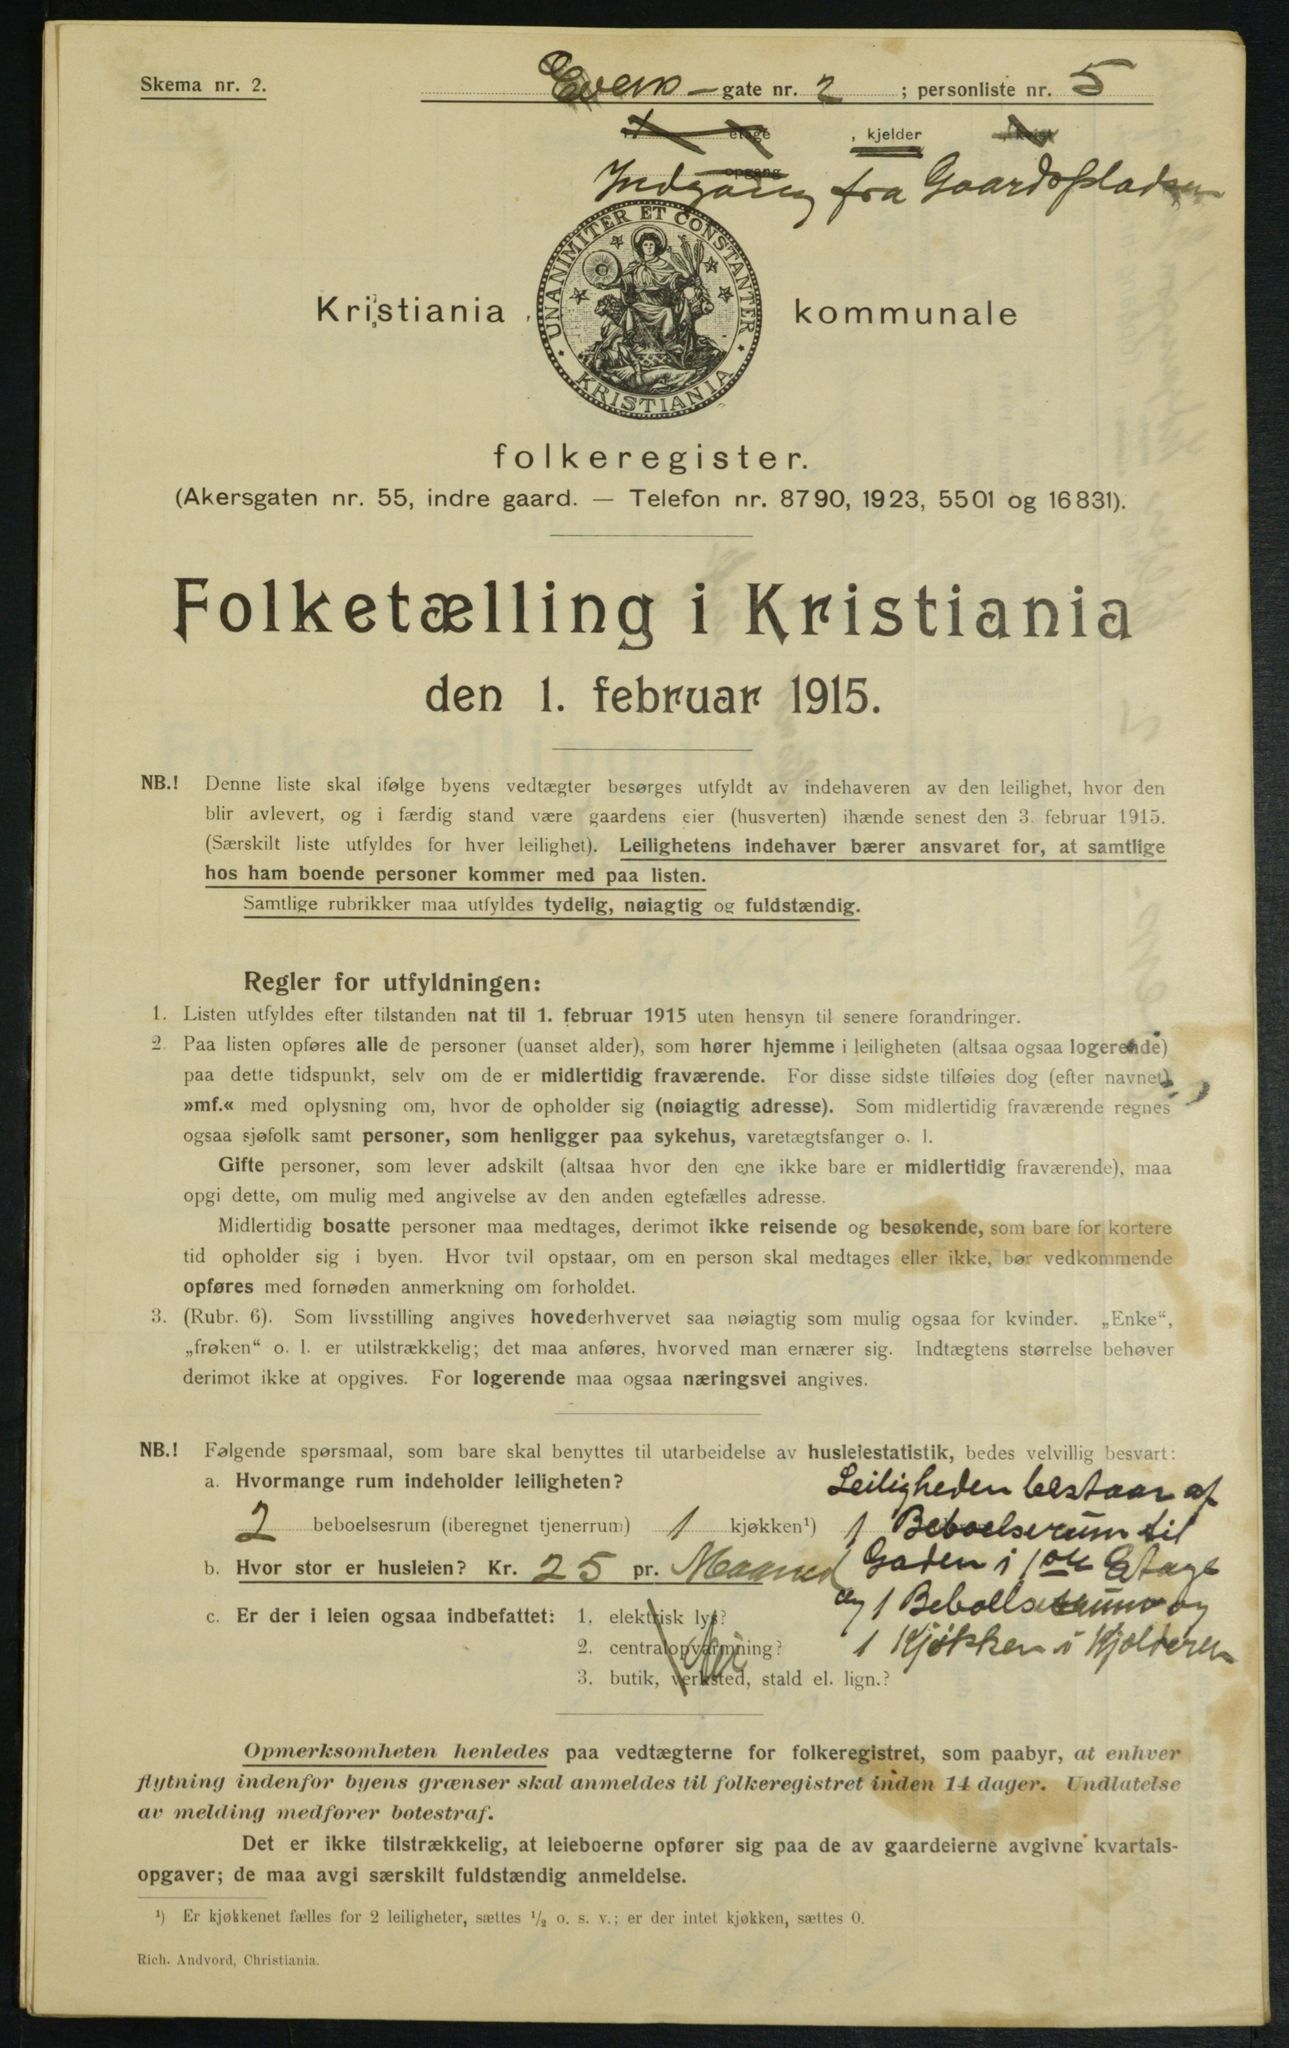 Skema nr. 2.
Evens-gate nr. 2 ; personliste nr. 5
etage , kjelder , kvist
opgang
Indgang fra Gaardspladsen
UNANIMITER ET CONSTANTER
KRISTIANIA
Kristiania kommunale
folkeregister.
(Akersgaten nr. 55, indre gaard. — Telefon nr. 8790, 1923, 5501 og 16831).
Folketælling i Kristiania
den 1. februar 1915.
NB.! Denne liste skal ifølge byens vedtægter besørges utfyldt av indehaveren av den leilighet, hvor den
blir avlevert, og i færdig stand være gaardens eier (husverten) ihænde senest den 3. februar 1915.
(Særskilt liste utfyldes for hver leilighet). Leilighetens indehaver bærer ansvaret for, at samtlige
hos ham boende personer kommer med paa listen.
Samtlige rubrikker maa utfyldes tydelig, nøiagtig og fuldstændig.
Regler for utfyldningen:
1. Listen utfyldes efter tilstanden nat til 1. februar 1915 uten hensyn til senere forandringer.
2. Paa listen opføres alle de personer (uanset alder), som hører hjemme i leiligheten (altsaa ogsaa logerende)
paa dette tidspunkt, selv om de er midlertidig fraværende. For disse sidste tilføies dog (efter navnet)
»mf.« med oplysning om, hvor de opholder sig (nøiagtig adresse). Som midlertidig fraværende regnes
ogsaa sjøfolk samt personer, som henligger paa sykehus, varetægtsfanger o. l.
Gifte personer, som lever adskilt (altsaa hvor den ene ikke bare er midlertidig fraværende), maa
opgi dette, om mulig med angivelse av den anden egtefælles adresse.
Midlertidig bosatte personer maa medtages, derimot ikke reisende og besøkende, som bare for kortere
tid opholder sig i byen. Hvor tvil opstaar, om en person skal medtages eller ikke, bør vedkommende
opføres med fornøden anmerkning om forholdet.
3. (Rubr. 6). Som livsstilling angives hovederhvervet saa nøiagtig som mulig ogsaa for kvinder. „Enke“,
„frøken“ o. l. er utilstrækkelig; det maa anføres, hvorved man ernærer sig. Indtægtens størrelse behøver
derimot ikke at opgives. For logerende maa ogsaa næringsvei angives.
NB.! Følgende spørsmaal, som bare skal benyttes til utarbeidelse av husleiestatistik, bedes velvillig besvart:
a. Hvormange rum indeholder leiligheten? Leiligheden bestaar af
2 beboelsesrum (iberegnet tjenerrum) 1 kjøkken¹) 1 Beboelserum til
b. Hvor stor er husleien? Kr. 25 pr. Maaned Gaden i 1ste Etage
og 1 Beboelserum og
c. Er der i leien ogsaa indbefattet: 1. elektrisk lys?
2. centralopvarmning? Nei 1 Kjøkken i Kjølderen
3. butik, verksted, stald el. lign.?
Opmerksomheten henledes paa vedtægterne for folkeregistret, som paabyr, at enhver
flytning indenfor byens grænser skal anmeldes til folkeregistret inden 14 dager. Undlatelse
av melding medfører botestraf.
Det er ikke tilstrækkelig, at leieboerne opfører sig paa de av gaardeierne avgivne kvartals-
opgaver; de maa avgi særskilt fuldstændig anmeldelse.
¹) Er kjøkkenet fælles for 2 leiligheter, sættes ½ o. s. v.; er der intet kjøkken, sættes 0.
Rich. Andvord, Christiania.